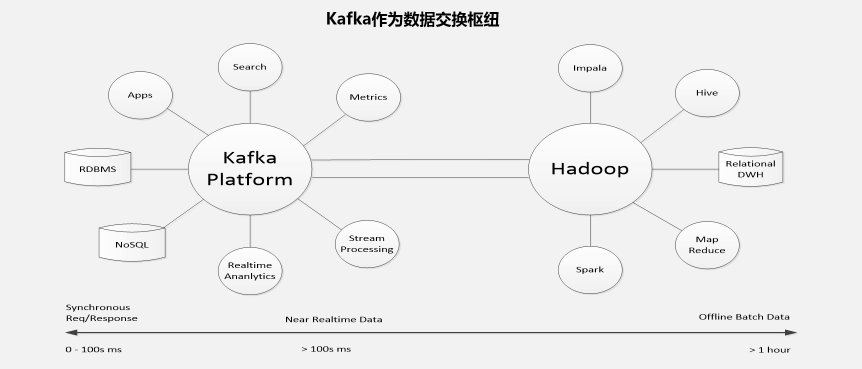 Kafka作为数据交换枢纽
Search
Apps
Metrics
RDBMS
Kafka
Platform
NoSQL
Realtime
Ananlytics
Stream
Processing
Impala
Hive
Hadoop
Relational
DWH
Map
Reduce
Spark
Synchronous
Req/Response
Near Realtime Data
Offline Batch Data
0 - 100s ms
> 100s ms
> 1 hour